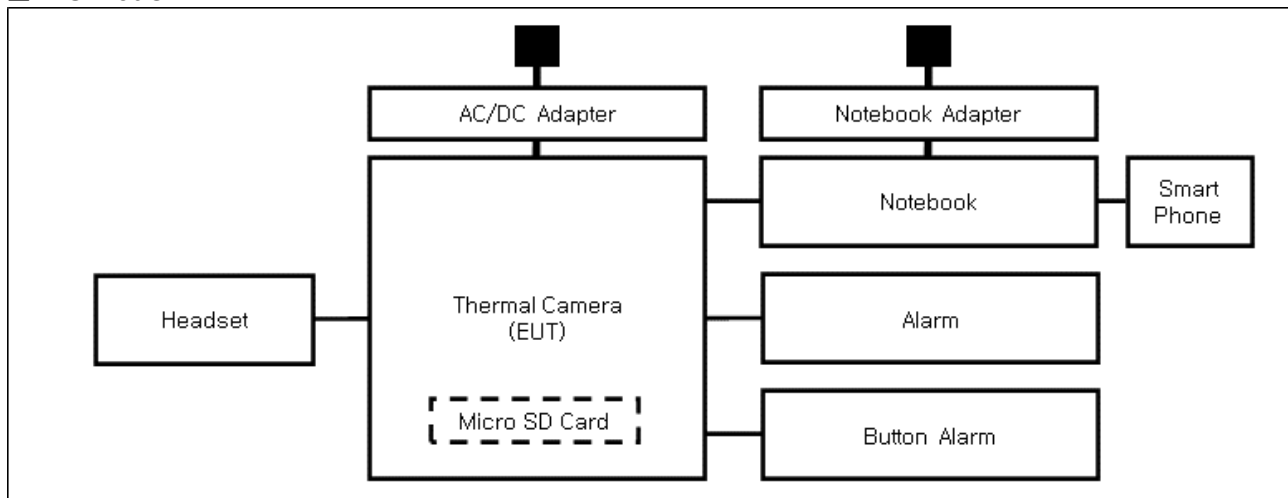 AC/DC Adapter
Notebook Adapter
Notebook
Smart
Phone
Headset
Thermal Camera
(EUT)
Alarm
Micro SD Card
Button Alarm